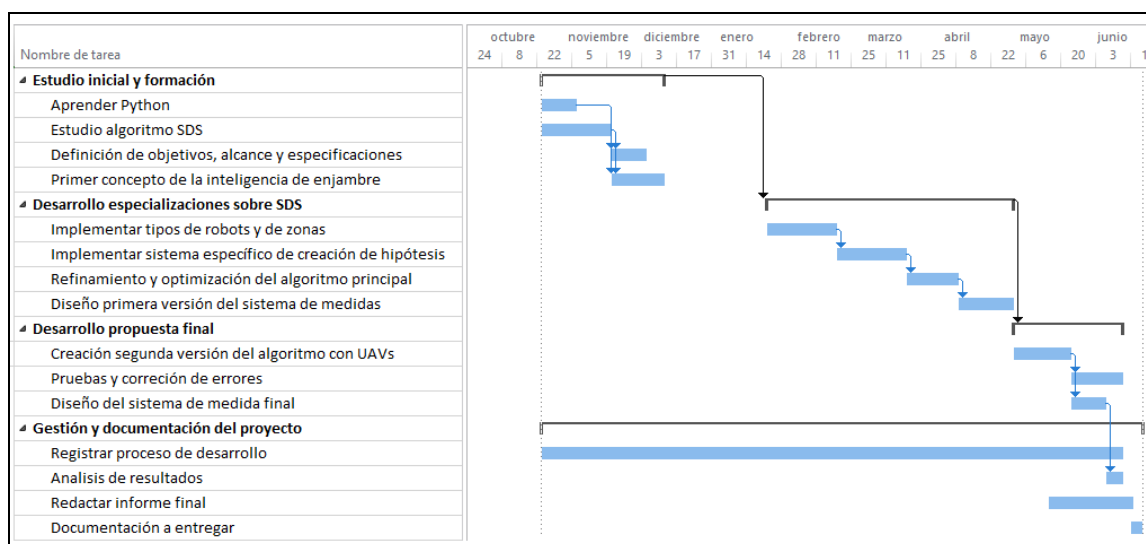 octubre noviembre diciembre enero febrero marzo abril mayo junio
Nombre de tarea 24 8 22 5 19 3 17 31 14 28 11 25 11 25 8 22 6 20 3 1
Estudio inicial y formación
Aprender Python
Estudio algoritmo SDS
Definición de objetivos, alcance y especificaciones
Primer concepto de la inteligencia de enjambre
Desarrollo especializaciones sobre SDS
Implementar tipos de robots y de zonas
Implementar sistema específico de creación de hipótesis
Refinamiento y optimización del algoritmo principal
Diseño primera versión del sistema de medidas
Desarrollo propuesta final
Creación segunda versión del algoritmo con UAVs
Pruebas y correción de errores
Diseño del sistema de medida final
Gestión y documentación del proyecto
Registrar proceso de desarrollo
Analisis de resultados
Redactar informe final
Documentación a entregar